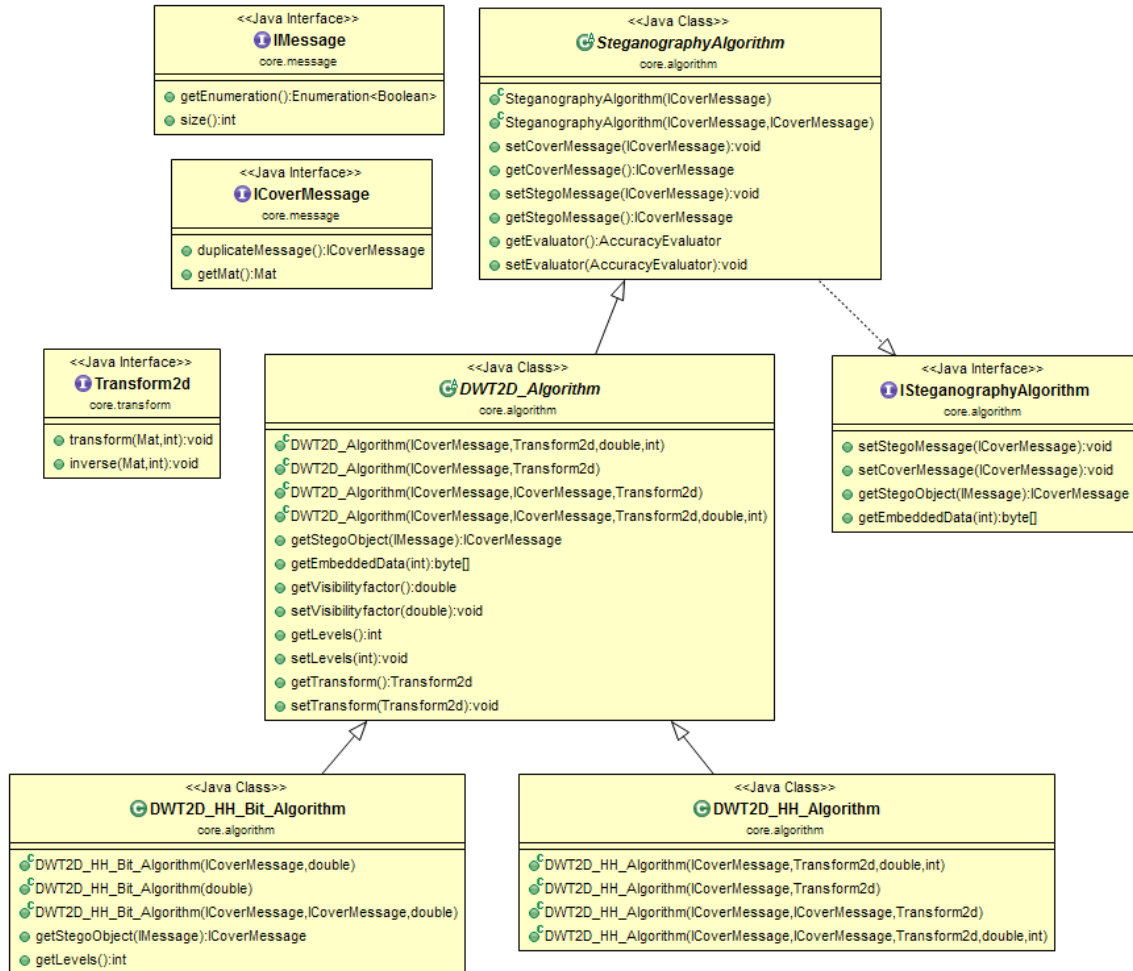 <<Java Interface>>
IMessage
core.message
getEnumeration():Enumeration<Boolean>
size():int
<<Java Class>>
SteganographyAlgorithm
core.algorithm
SteganographyAlgorithm(ICoverMessage)
SteganographyAlgorithm(ICoverMessage,ICoverMessage)
setCoverMessage(ICoverMessage):void
getCoverMessage():ICoverMessage
setStegoMessage(ICoverMessage):void
getStegoMessage():ICoverMessage
getEvaluator():AccuracyEvaluator
setEvaluator(AccuracyEvaluator):void
<<Java Interface>>
ICoverMessage
core.message
duplicateMessage():ICoverMessage
getMat():Mat
<<Java Interface>>
Transform2d
core.transform
transform(Mat,int):void
inverse(Mat,int):void
<<Java Class>>
DWT2D_Algorithm
core.algorithm
DWT2D_Algorithm(ICoverMessage,Transform2d,double,int)
DWT2D_Algorithm(ICoverMessage,Transform2d)
DWT2D_Algorithm(ICoverMessage,ICoverMessage,Transform2d)
DWT2D_Algorithm(ICoverMessage,ICoverMessage,Transform2d,double,int)
getStegoObject(IMessage):ICoverMessage
getEmbeddedData(int):byte[]
getVisibilityfactor():double
setVisibilityfactor(double):void
getLevels():int
setLevels(int):void
getTransform():Transform2d
setTransform(Transform2d):void
<<Java Interface>>
ISteganographyAlgorithm
core.algorithm
setStegoMessage(ICoverMessage):void
setCoverMessage(ICoverMessage):void
getStegoObject(IMessage):ICoverMessage
getEmbeddedData(int):byte[]
<<Java Class>>
DWT2D_HH_Bit_Algorithm
core.algorithm
DWT2D_HH_Bit_Algorithm(ICoverMessage,double)
DWT2D_HH_Bit_Algorithm(double)
DWT2D_HH_Bit_Algorithm(ICoverMessage,ICoverMessage,double)
getStegoObject(IMessage):ICoverMessage
getLevels():int
<<Java Class>>
DWT2D_HH_Algorithm
core.algorithm
DWT2D_HH_Algorithm(ICoverMessage,Transform2d,double,int)
DWT2D_HH_Algorithm(ICoverMessage,Transform2d)
DWT2D_HH_Algorithm(ICoverMessage,ICoverMessage,Transform2d)
DWT2D_HH_Algorithm(ICoverMessage,ICoverMessage,Transform2d,double,int)